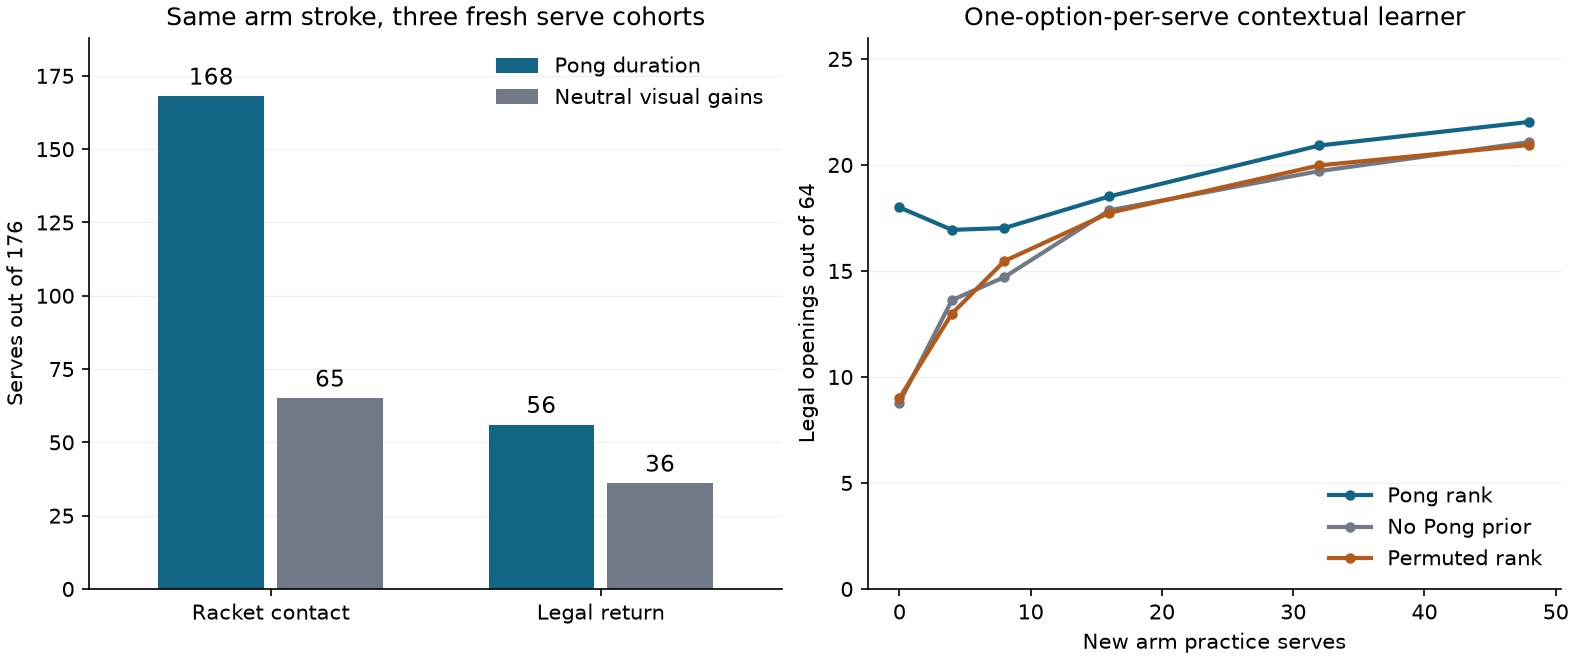 Same arm stroke, three fresh serve cohorts
Serves out of 176
175
150
125
100
75
50
25
0
168
65
56
36
Pong duration
Neutral visual gains
Racket contact
Legal return
One-option-per-serve contextual learner
Legal openings out of 64
25
20
15
10
5
0
Pong rank
No Pong prior
Permuted rank
0 10 20 30 40 50
New arm practice serves